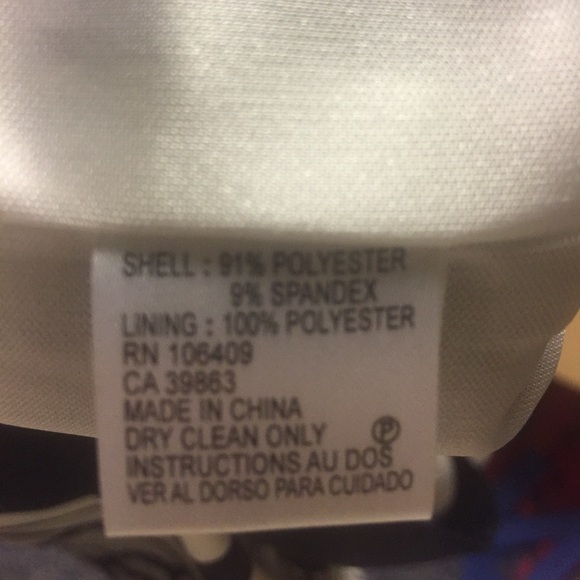 SHELL : 91% POLYESTER
9% SPANDEX
LINING : 100% POLYESTER
RN 106409
CA 39863
MADE IN CHINA
DRY CLEAN ONLY Ⓟ
INSTRUCTIONS AU DOS
VER AL DORSO PARA CUIDADO